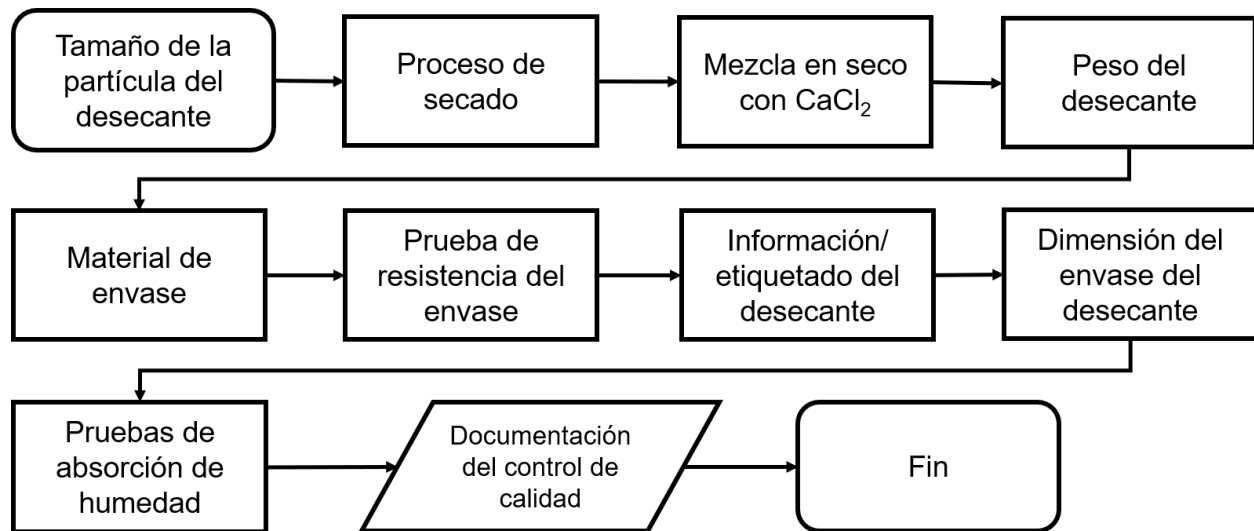 Tamaño de la
partícula del
desecante
Proceso de
secado
Mezcla en seco
con CaCl₂
Peso del
desecante
Material de
envase
Prueba de
resistencia del
envase
Información/
etiquetado del
desecante
Dimensión del
envase del
desecante
Pruebas de
absorción de
humedad
Documentación
del control de
calidad
Fin